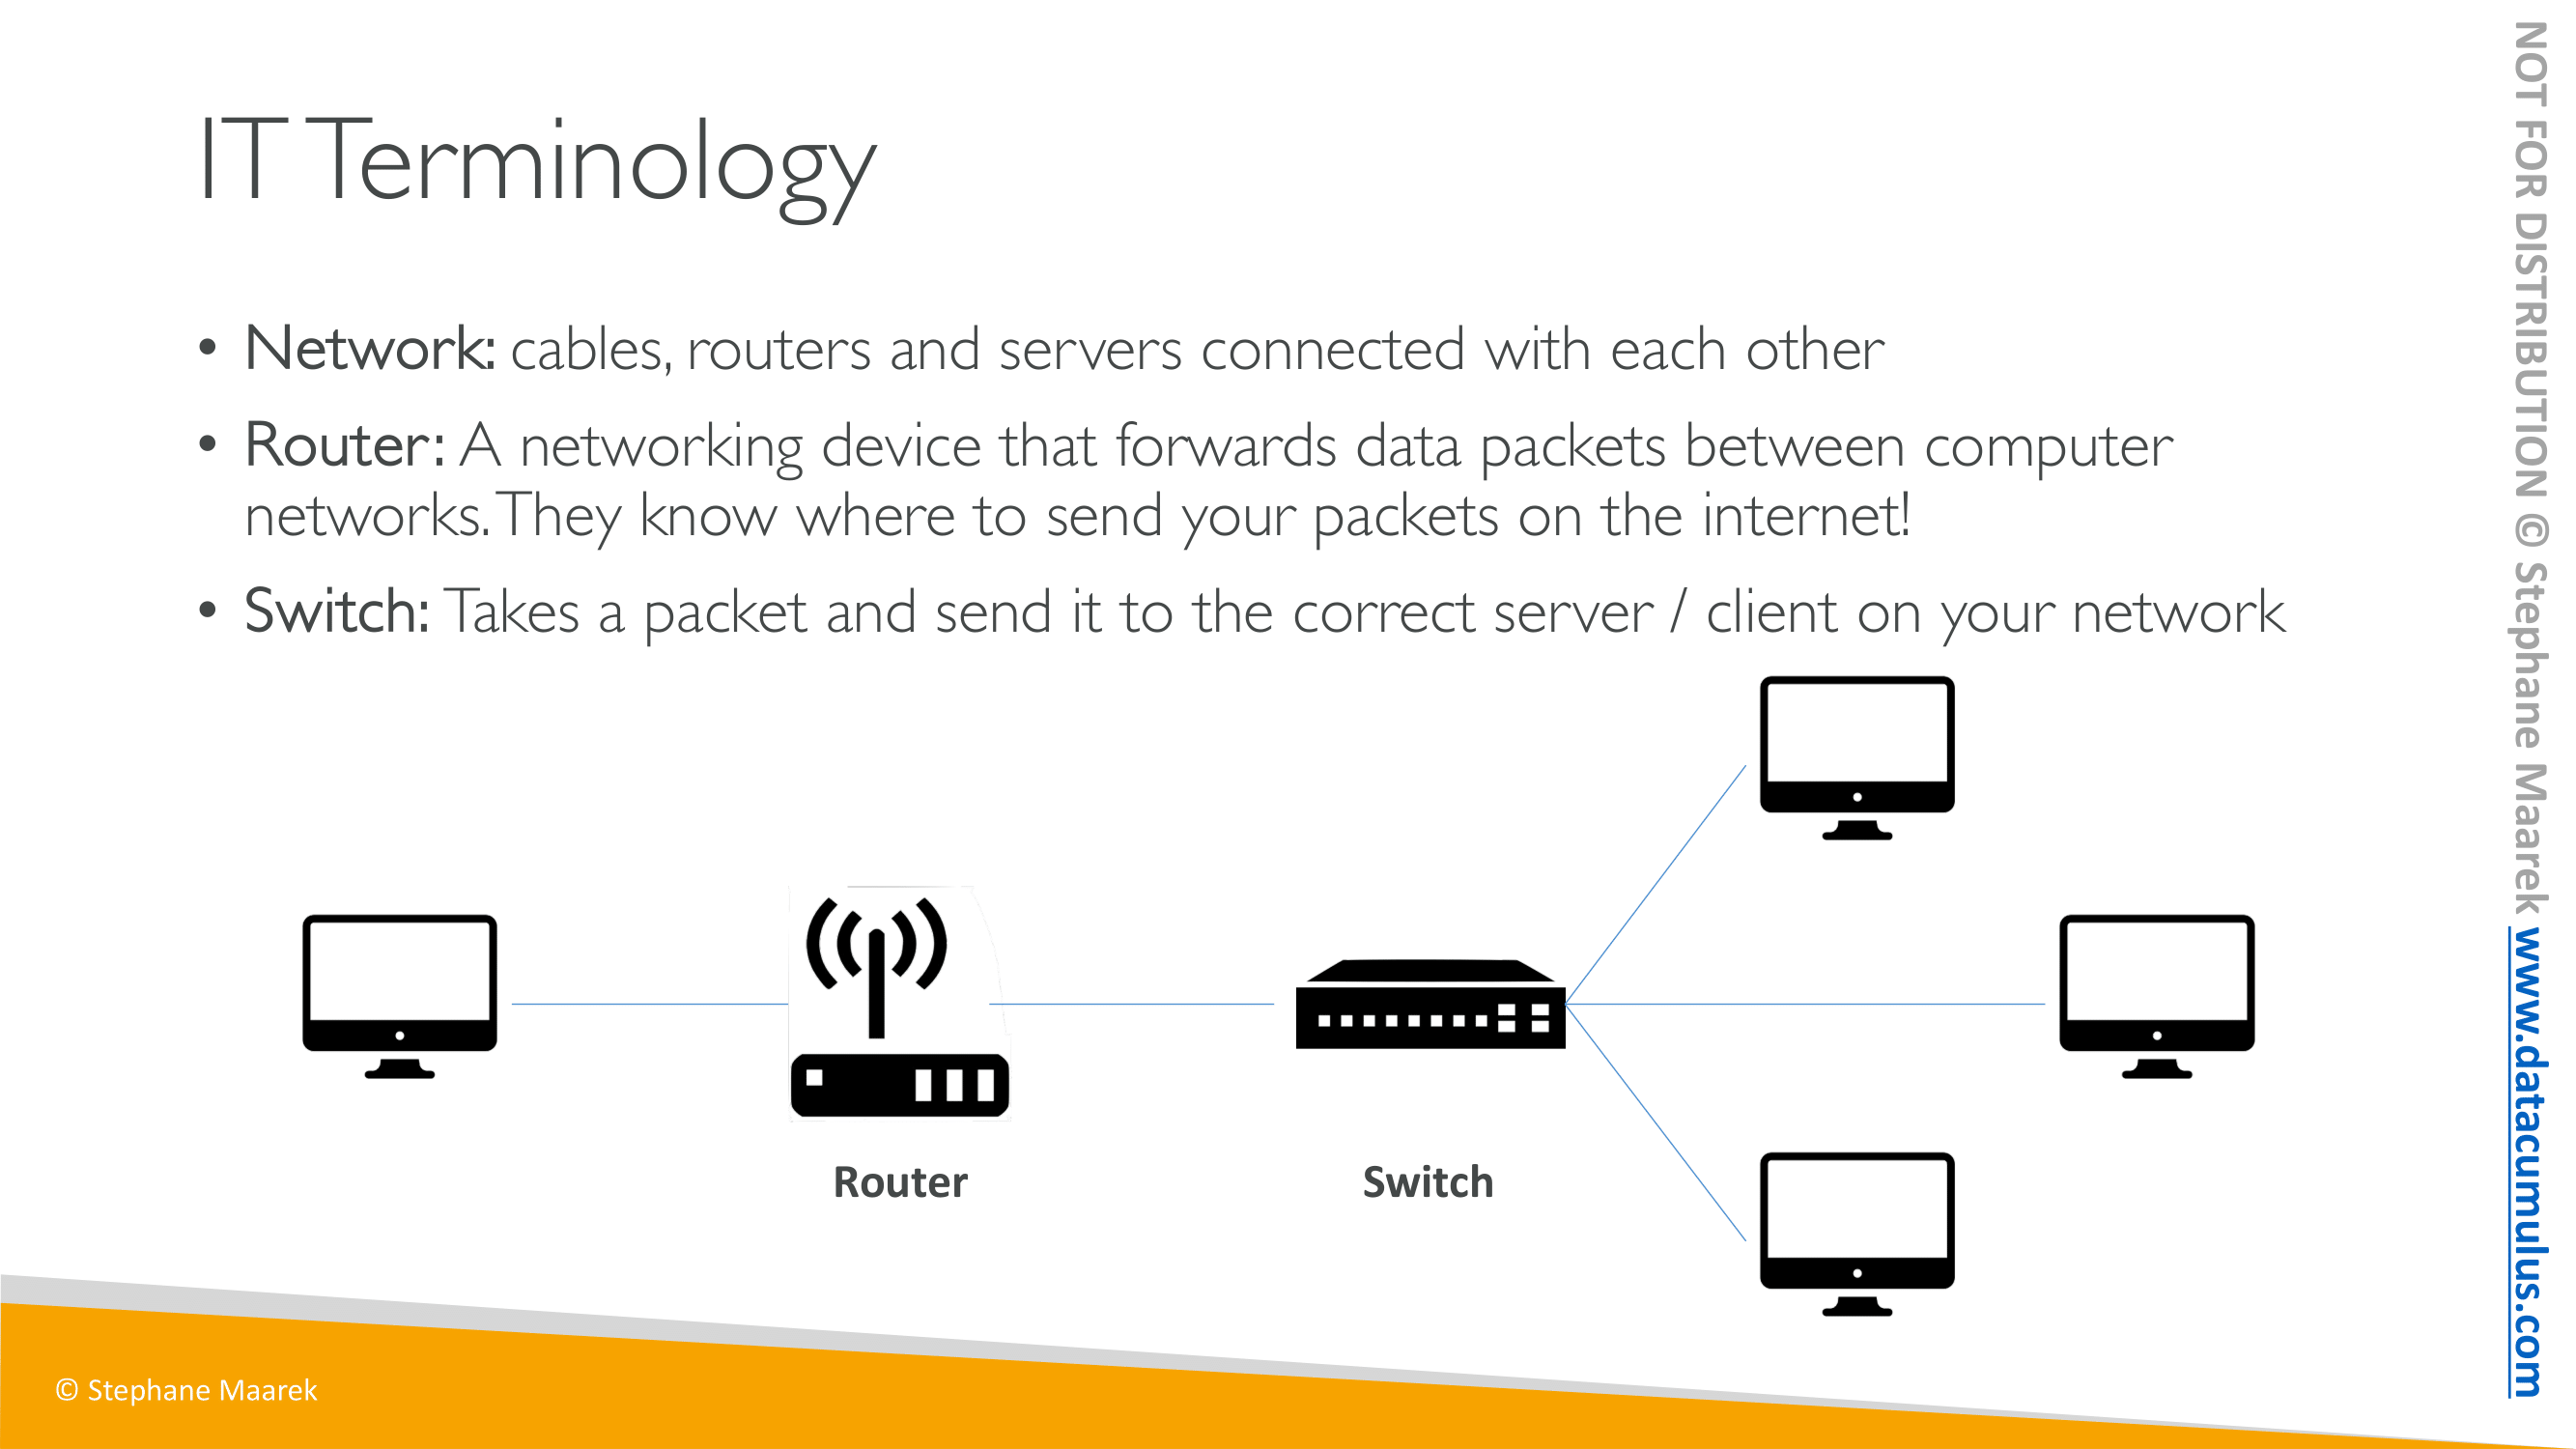 IT Terminology
• Network: cables, routers and servers connected with each other
• Router: A networking device that forwards data packets between computer
networks. They know where to send your packets on the internet!
• Switch: Takes a packet and send it to the correct server / client on your network
Router
Switch
© Stephane Maarek
NOT FOR DISTRIBUTION © Stephane Maarek www.datacumulus.com